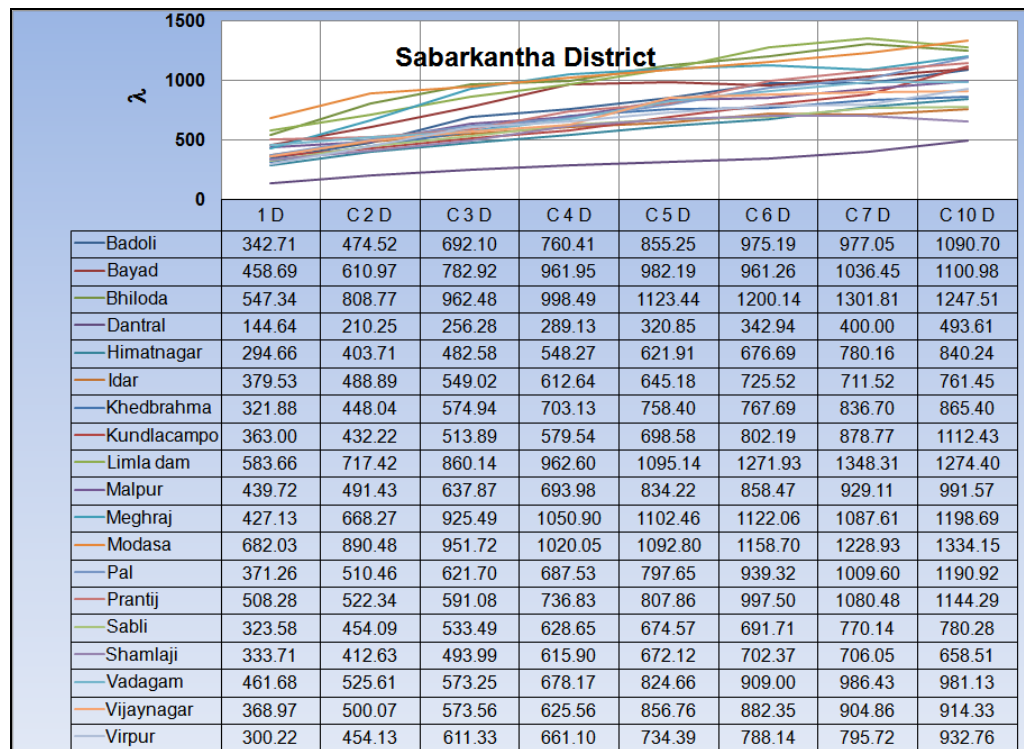 1500
Sabarkantha District
1000
λ
500
0
1 D C 2 D C 3 D C 4 D C 5 D C 6 D C 7 D C 10 D
Badoli 342.71 474.52 692.10 760.41 855.25 975.19 977.05 1090.70
Bayad 458.69 610.97 782.92 961.95 982.19 961.26 1036.45 1100.98
Bhiloda 547.34 808.77 962.48 998.49 1123.44 1200.14 1301.81 1247.51
Dantral 144.64 210.25 256.28 289.13 320.85 342.94 400.00 493.61
Himatnagar 294.66 403.71 482.58 548.27 621.91 676.69 780.16 840.24
Idar 379.53 488.89 549.02 612.64 645.18 725.52 711.52 761.45
Khedbrahma 321.88 448.04 574.94 703.13 758.40 767.69 836.70 865.40
Kundlacampo 363.00 432.22 513.89 579.54 698.58 802.19 878.77 1112.43
Limla dam 583.66 717.42 860.14 962.60 1095.14 1271.93 1348.31 1274.40
Malpur 439.72 491.43 637.87 693.98 834.22 858.47 929.11 991.57
Meghraj 427.13 668.27 925.49 1050.90 1102.46 1122.06 1087.61 1198.69
Modasa 682.03 890.48 951.72 1020.05 1092.80 1158.70 1228.93 1334.15
Pal 371.26 510.46 621.70 687.53 797.65 939.32 1009.60 1190.92
Prantij 508.28 522.34 591.08 736.83 807.86 997.50 1080.48 1144.29
Sabli 323.58 454.09 533.49 628.65 674.57 691.71 770.14 780.28
Shamlaji 333.71 412.63 493.99 615.90 672.12 702.37 706.05 658.51
Vadagam 461.68 525.61 573.25 678.17 824.66 909.00 986.43 981.13
Vijaynagar 368.97 500.07 573.56 625.56 856.76 882.35 904.86 914.33
Virpur 300.22 454.13 611.33 661.10 734.39 788.14 795.72 932.76